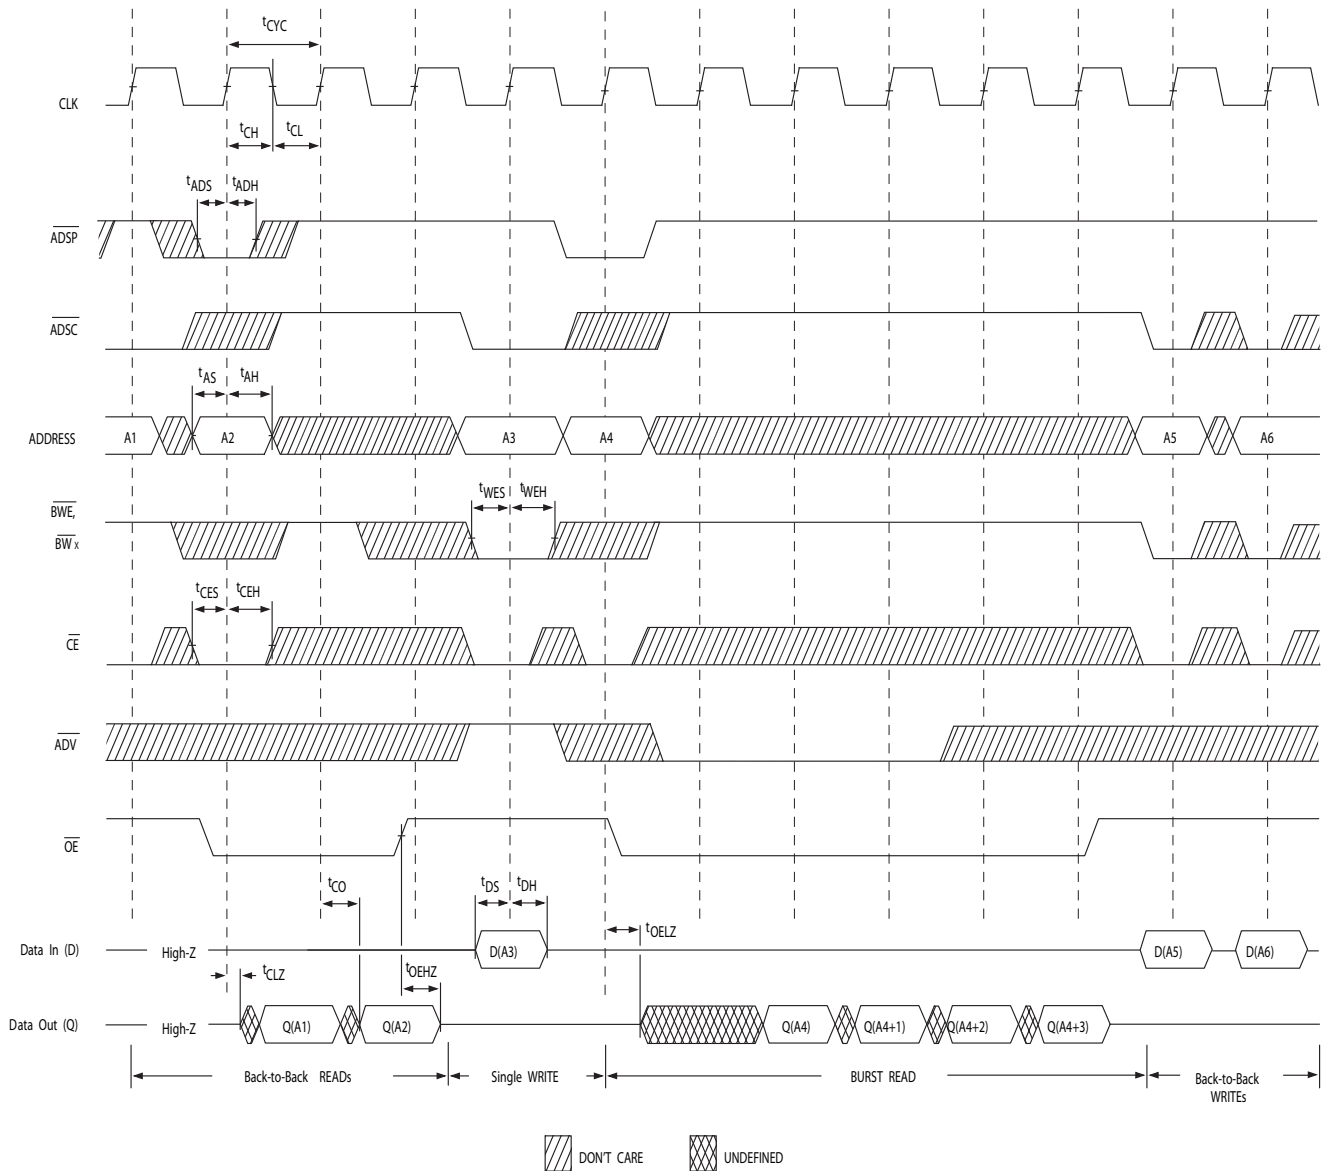 tCYC
CLK
tCH
tCL
tADS
tADH
ADSP
ADSC
tAS
tAH
ADDRESS
A1
A2
A3
A4
A5
A6
tWES
tWEH
BWE,
BW x
tCES
tCEH
CE
ADV
OE
tCO
tDS
tDH
tOELZ
Data In (D)
High-Z
D(A3)
D(A5)
D(A6)
tCLZ
tOEHZ
Data Out (Q)
High-Z
Q(A1)
Q(A2)
Q(A4)
Q(A4+1)
Q(A4+2)
Q(A4+3)
Back-to-Back READs
Single WRITE
BURST READ
Back-to-Back
WRITEs
DON'T CARE
UNDEFINED